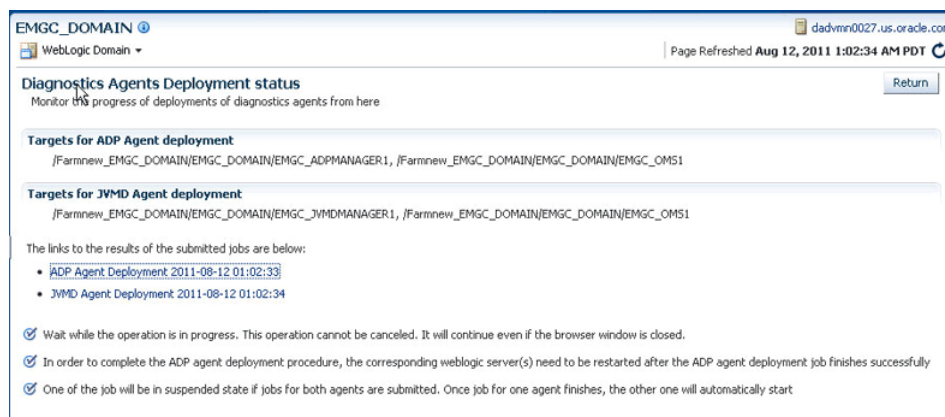 EMGC_DOMAIN
dadvmn0027.us.oracle.co
WebLogic Domain
Page Refreshed Aug 12, 2011 1:02:34 AM PDT
Diagnostics Agents Deployment status
Return
Monitor the progress of deployments of diagnostics agents from here
Targets for ADP Agent deployment
/Farmnew_EMGC_DOMAIN/EMGC_DOMAIN/EMGC_ADPMANAGER1, /Farmnew_EMGC_DOMAIN/EMGC_DOMAIN/EMGC_OMS1
Targets for JVMD Agent deployment
/Farmnew_EMGC_DOMAIN/EMGC_DOMAIN/EMGC_JVMDMANAGER1, /Farmnew_EMGC_DOMAIN/EMGC_DOMAIN/EMGC_OMS1
The links to the results of the submitted jobs are below:
• ADP Agent Deployment 2011-08-12 01:02:33
• JVMD Agent Deployment 2011-08-12 01:02:34
Wait while the operation is in progress. This operation cannot be canceled. It will continue even if the browser window is closed.
In order to complete the ADP agent deployment procedure, the corresponding weblogic server(s) need to be restarted after the ADP agent deployment job finishes successfully
One of the job will be in suspended state if jobs for both agents are submitted. Once job for one agent finishes, the other one will automatically start